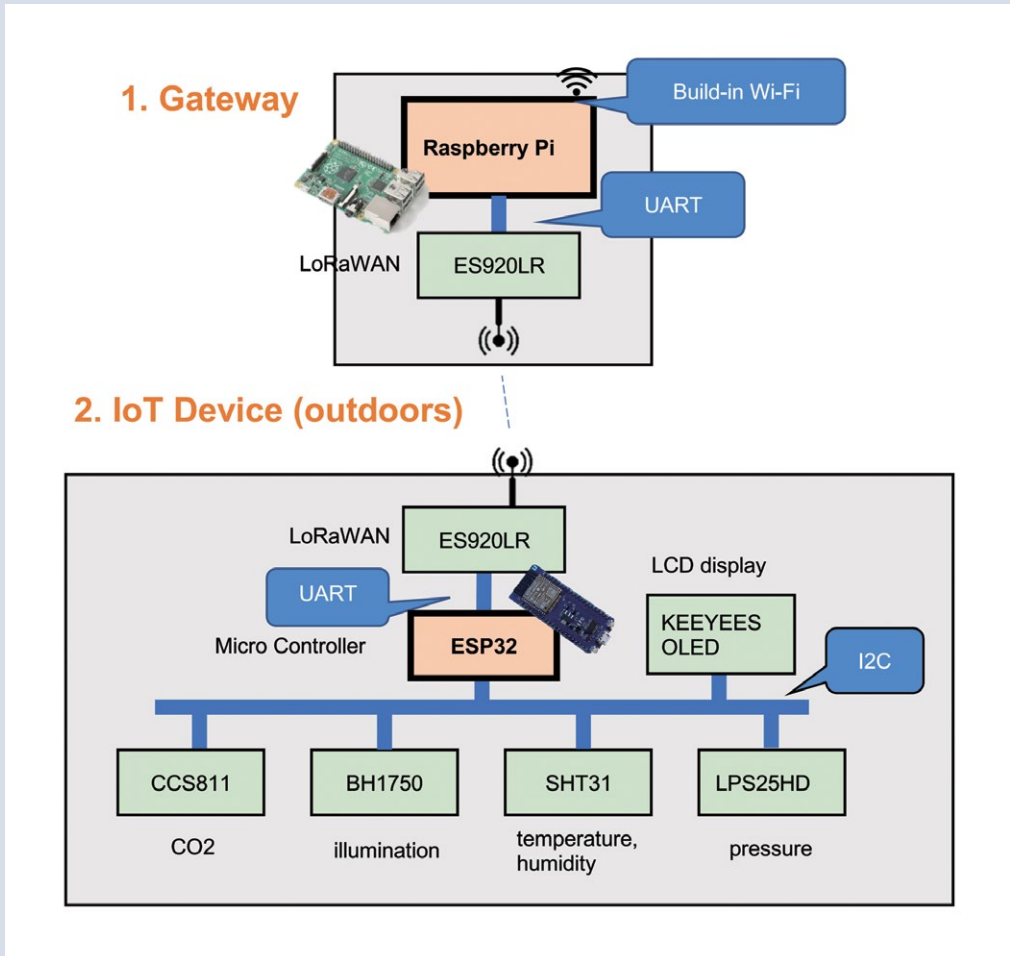 1. Gateway
Build-in Wi-Fi
Raspberry Pi
UART
LoRaWAN
ES920LR
2. IoT Device (outdoors)
LoRaWAN
ES920LR
LCD display
UART
KEEYEES
OLED
Micro Controller
ESP32
I2C
CCS811
BH1750
SHT31
LPS25HD
CO2
illumination
temperature,
humidity
pressure